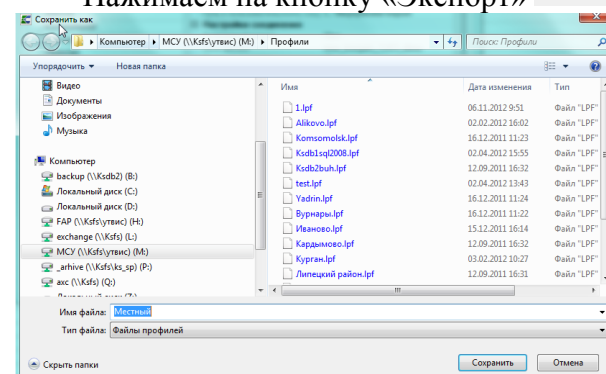 Нажимаем на кнопку «Экспорт»
Сохранить как
Компьютер ▸ МСУ (\\Ksfs\утвис) (M:) ▸ Профили
Поиск: Профили
Упорядочить ▾ Новая папка
Видео
Документы
Изображения
Музыка
Компьютер
backup (\\Ksdb2) (B:)
Локальный диск (C:)
Локальный диск (D:)
FAP (\\Ksfs\утвис) (H:)
exchange (\\Ksfs) (L:)
МСУ (\\Ksfs\утвис) (M:)
_arhive (\\Ksfs\ks_sp) (P:)
axc (\\Ksfs) (Q:)
Имя Дата изменения Тип
1.lpf 06.11.2012 9:51 Файл "LPF"
Alikovo.lpf 02.02.2012 16:02 Файл "LPF"
Komsomolsk.lpf 16.12.2011 11:23 Файл "LPF"
Ksdb1sql2008.lpf 02.04.2012 15:55 Файл "LPF"
Ksdb2buh.lpf 12.09.2011 16:32 Файл "LPF"
test.lpf 02.04.2012 13:43 Файл "LPF"
Yadrin.lpf 16.12.2011 11:24 Файл "LPF"
Вурнары.lpf 16.12.2011 11:22 Файл "LPF"
Иваново.lpf 15.12.2011 16:14 Файл "LPF"
Кардымово.lpf 12.09.2011 16:32 Файл "LPF"
Курган.lpf 03.02.2012 10:27 Файл "LPF"
Липецкий район.lpf 12.09.2011 16:31 Файл "LPF"
Имя файла: Местный
Тип файла: Файлы профилей
Скрыть папки Сохранить Отмена